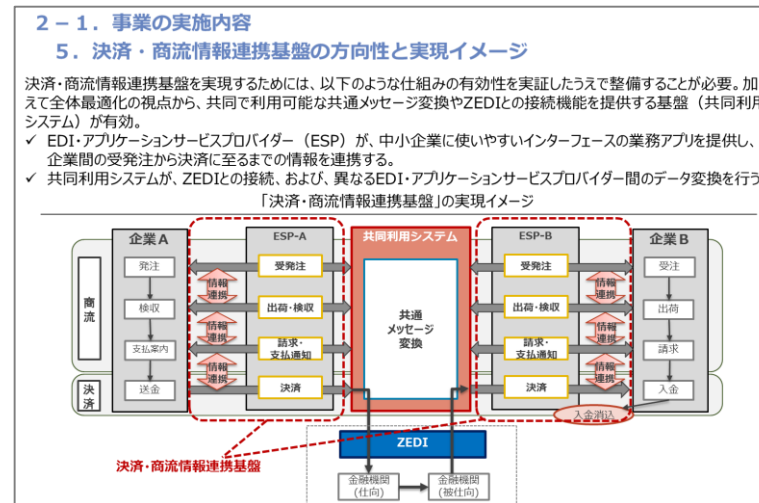 2-1．事業の実施内容
5．決済・商流情報連携基盤の方向性と実現イメージ
決済・商流情報連携基盤を実現するためには、以下のような仕組みの有効性を実証したうえで整備することが必要。加
えて全体最適化の視点から、共同で利用可能な共通メッセージ変換やZEDIとの接続機能を提供する基盤（共同利用
システム）が有効。
✓ EDI・アプリケーションサービスプロバイダー（ESP）が、中小企業に使いやすいインターフェースの業務アプリを提供し、
企業間の受発注から決済に至るまでの情報を連携する。
✓ 共同利用システムが、ZEDIとの接続、および、異なるEDI・アプリケーションサービスプロバイダー間のデータ変換を行う
「決済・商流情報連携基盤」の実現イメージ
企業A
ESP-A
共同利用システム
ESP-B
企業B
商流
発注
受発注
受発注
受注
情報連携
情報連携
検収
出荷・検収
共通
メッセージ
変換
出荷・検収
出荷
情報連携
情報連携
支払案内
請求・
支払通知
請求・
支払通知
請求
情報連携
情報連携
決済
送金
決済
決済
入金
入金消込
ZEDI
決済・商流情報連携基盤
金融機関
(仕向)
金融機関
(被仕向)